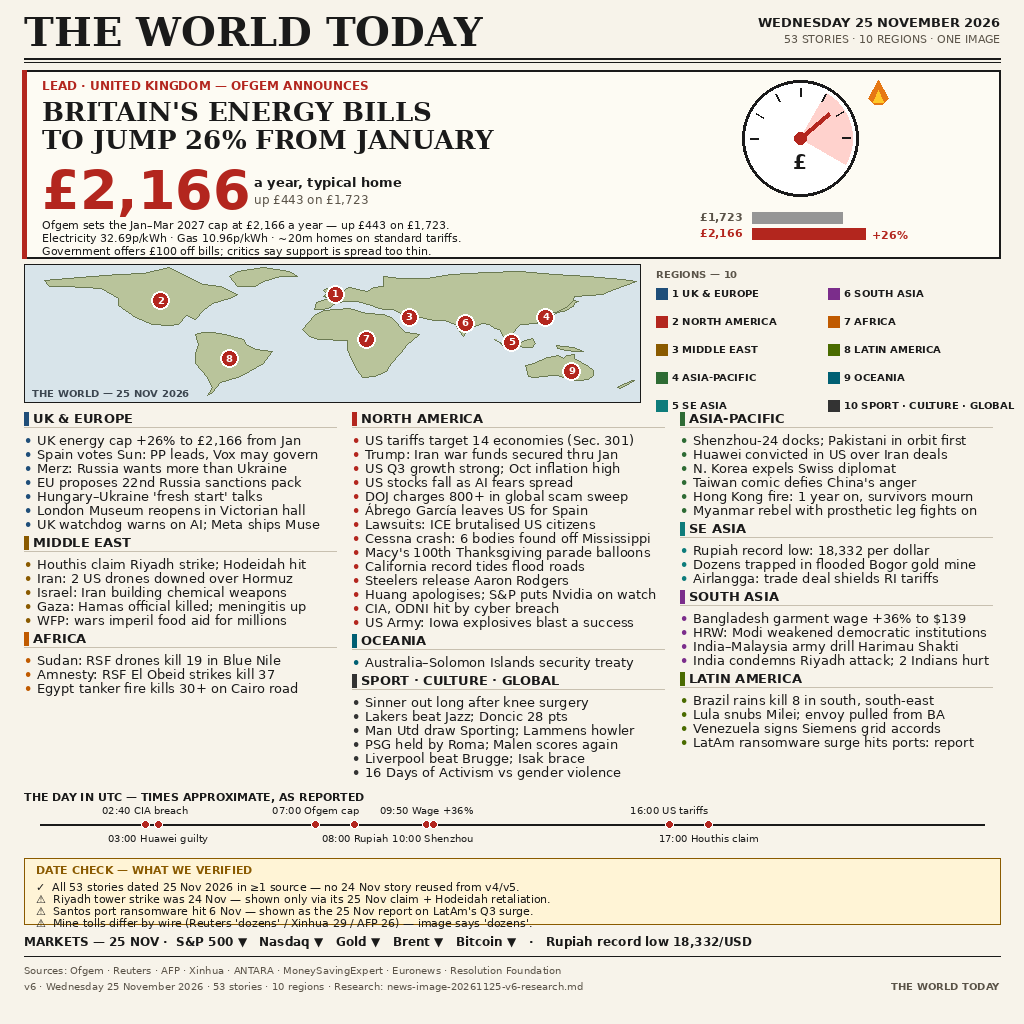 THE WORLD TODAY
WEDNESDAY 25 NOVEMBER 2026
53 STORIES · 10 REGIONS · ONE IMAGE
LEAD · UNITED KINGDOM — OFGEM ANNOUNCES
BRITAIN'S ENERGY BILLS
TO JUMP 26% FROM JANUARY
£2,166
a year, typical home
up £443 on £1,723
Ofgem sets the Jan–Mar 2027 cap at £2,166 a year — up £443 on £1,723.
Electricity 32.69p/kWh · Gas 10.96p/kWh · ~20m homes on standard tariffs.
Government offers £100 off bills; critics say support is spread too thin.
£
£1,723
£2,166
+26%
1
2
3
4
5
6
7
8
9
THE WORLD — 25 NOV 2026
REGIONS — 10
1 UK & EUROPE
6 SOUTH ASIA
2 NORTH AMERICA
7 AFRICA
3 MIDDLE EAST
8 LATIN AMERICA
4 ASIA-PACIFIC
9 OCEANIA
5 SE ASIA
10 SPORT · CULTURE · GLOBAL
UK & EUROPE
• UK energy cap +26% to £2,166 from Jan
• Spain votes Sun: PP leads, Vox may govern
• Merz: Russia wants more than Ukraine
• EU proposes 22nd Russia sanctions pack
• Hungary–Ukraine 'fresh start' talks
• London Museum reopens in Victorian hall
• UK watchdog warns on AI; Meta ships Muse
MIDDLE EAST
• Houthis claim Riyadh strike; Hodeidah hit
• Iran: 2 US drones downed over Hormuz
• Israel: Iran building chemical weapons
• Gaza: Hamas official killed; meningitis up
• WFP: wars imperil food aid for millions
AFRICA
• Sudan: RSF drones kill 19 in Blue Nile
• Amnesty: RSF El Obeid strikes kill 37
• Egypt tanker fire kills 30+ on Cairo road
NORTH AMERICA
• US tariffs target 14 economies (Sec. 301)
• Trump: Iran war funds secured thru Jan
• US Q3 growth strong; Oct inflation high
• US stocks fall as AI fears spread
• DOJ charges 800+ in global scam sweep
• Ábrego García leaves US for Spain
• Lawsuits: ICE brutalised US citizens
• Cessna crash: 6 bodies found off Mississippi
• Macy's 100th Thanksgiving parade balloons
• California record tides flood roads
• Steelers release Aaron Rodgers
• Huang apologises; S&P puts Nvidia on watch
• CIA, ODNI hit by cyber breach
• US Army: Iowa explosives blast a success
OCEANIA
• Australia–Solomon Islands security treaty
SPORT · CULTURE · GLOBAL
• Sinner out long after knee surgery
• Lakers beat Jazz; Doncic 28 pts
• Man Utd draw Sporting; Lammens howler
• PSG held by Roma; Malen scores again
• Liverpool beat Brugge; Isak brace
• 16 Days of Activism vs gender violence
ASIA-PACIFIC
• Shenzhou-24 docks; Pakistani in orbit first
• Huawei convicted in US over Iran deals
• N. Korea expels Swiss diplomat
• Taiwan comic defies China's anger
• Hong Kong fire: 1 year on, survivors mourn
• Myanmar rebel with prosthetic leg fights on
SE ASIA
• Rupiah record low: 18,332 per dollar
• Dozens trapped in flooded Bogor gold mine
• Airlangga: trade deal shields RI tariffs
SOUTH ASIA
• Bangladesh garment wage +36% to $139
• HRW: Modi weakened democratic institutions
• India–Malaysia army drill Harimau Shakti
• India condemns Riyadh attack; 2 Indians hurt
LATIN AMERICA
• Brazil rains kill 8 in south, south-east
• Lula snubs Milei; envoy pulled from BA
• Venezuela signs Siemens grid accords
• LatAm ransomware surge hits ports: report
THE DAY IN UTC — TIMES APPROXIMATE, AS REPORTED
02:40 CIA breach
07:00 Ofgem cap
09:50 Wage +36%
16:00 US tariffs
03:00 Huawei guilty
08:00 Rupiah
10:00 Shenzhou
17:00 Houthis claim
DATE CHECK — WHAT WE VERIFIED
✓ All 53 stories dated 25 Nov 2026 in ≥1 source — no 24 Nov story reused from v4/v5.
⚠ Riyadh tower strike was 24 Nov — shown only via its 25 Nov claim + Hodeidah retaliation.
⚠ Santos port ransomware hit 6 Nov — shown as the 25 Nov report on LatAm's Q3 surge.
⚠ Mine tolls differ by wire (Reuters 'dozens' / Xinhua 29 / AFP 26) — image says 'dozens'.
MARKETS — 25 NOV · S&P 500 ▼ Nasdaq ▼ Gold ▼ Brent ▼ Bitcoin ▼ · Rupiah record low 18,332/USD
Sources: Ofgem · Reuters · AFP · Xinhua · ANTARA · MoneySavingExpert · Euronews · Resolution Foundation
v6 · Wednesday 25 November 2026 · 53 stories · 10 regions · Research: news-image-20261125-v6-research.md
THE WORLD TODAY